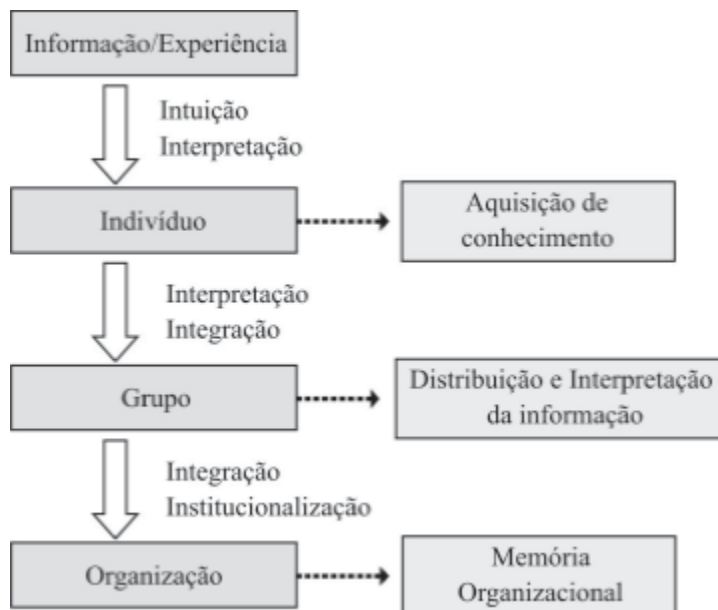 Informação/Experiência
Intuição
Interpretação
Indivíduo
Aquisição de
conhecimento
Interpretação
Integração
Grupo
Distribuição e Interpretação
da informação
Integração
Institucionalização
Organização
Memória
Organizacional